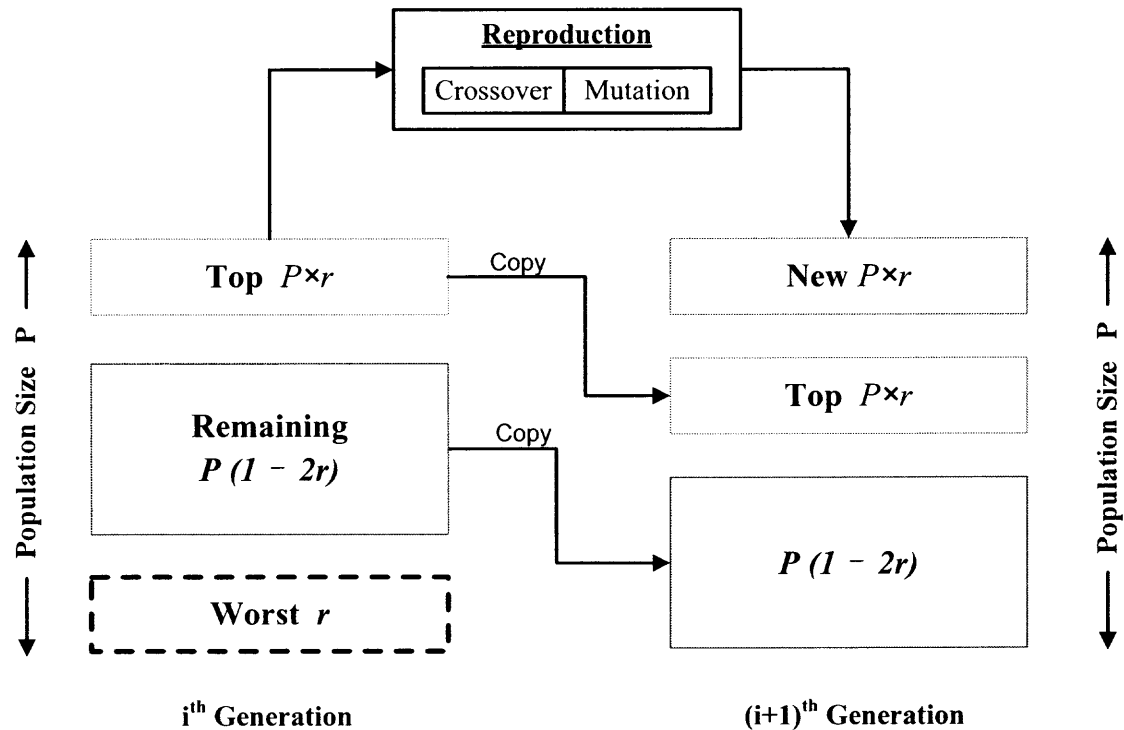 Reproduction
Crossover Mutation
Top P×r
Copy
New P×r
Top P×r
Remaining
P (1 - 2r)
Copy
P (1 - 2r)
Worst r
Population Size P
Population Size P
i^th Generation
(i+1)^th Generation